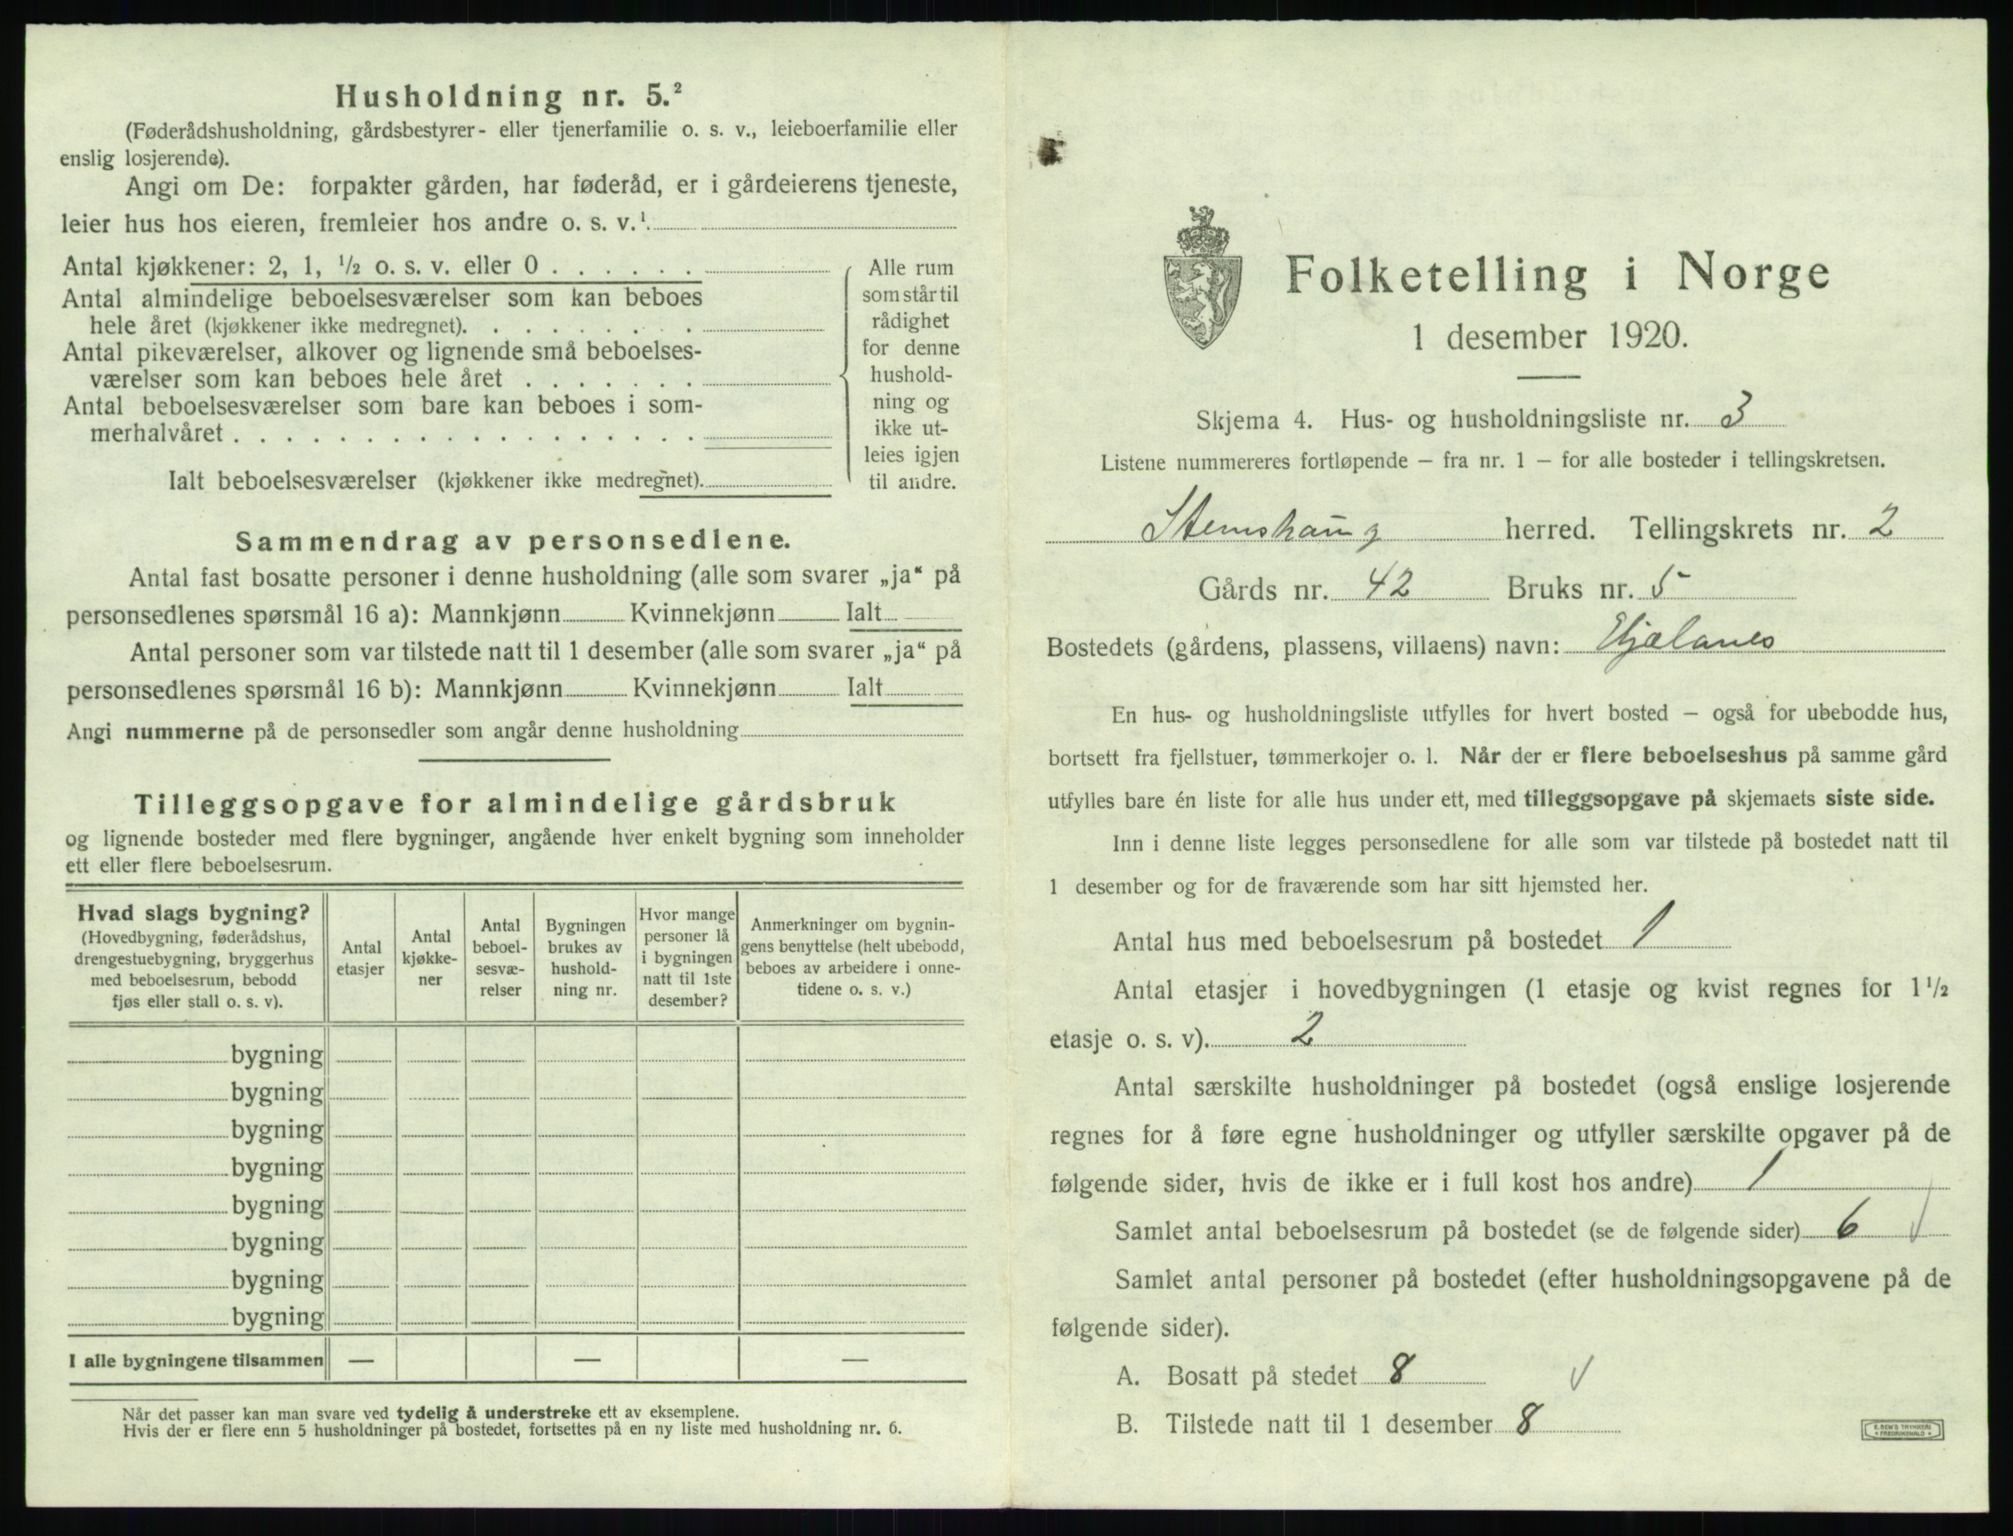 Husholdning nr. 5.²
(Føderådshusholdning, gårdsbestyrer- eller tjenerfamilie o. s. v., leieboerfamilie eller
enslig losjerende).
Angi om De: forpakter gården, har føderåd, er i gårdeierens tjeneste,
leier hus hos eieren, fremleier hos andre o. s. v.¹
Antal kjøkkener: 2, 1, ½ o. s. v. eller 0 . . . . . .
Antal almindelige beboelsesværelser som kan beboes
hele året (kjøkkener ikke medregnet). . . . . . . . .
Antal pikeværelser, alkover og lignende små beboelses-
værelser som kan beboes hele året . . . . . . .
Antal beboelsesværelser som bare kan beboes i som-
merhalvåret . . . . . . . . . . . . . . . . . .
Ialt beboelsesværelser (kjøkkener ikke medregnet).
Alle rum
som står til
rådighet
for denne
hushold-
ning og
ikke ut-
leies igjen
til andre.
Sammendrag av personsedlene.
Antal fast bosatte personer i denne husholdning (alle som svarer „ja“ på
personsedlenes spørsmål 16 a): Mannkjønn Kvinnekjønn Ialt
Antal personer som var tilstede natt til 1 desember (alle som svarer „ja“ på
personsedlenes spørsmål 16 b): Mannkjønn Kvinnekjønn Ialt
Angi nummerne på de personsedler som angår denne husholdning
Tilleggsopgave for almindelige gårdsbruk
og lignende bosteder med flere bygninger, angående hver enkelt bygning som inneholder
ett eller flere beboelsesrum.
Hvad slags bygning?
(Hovedbygning, føderådshus,
drengestuebygning, bryggerhus
med beboelsesrum, bebodd
fjøs eller stall o. s. v).
Antal
etasjer
Antal
kjøkke-
ner
Antal
beboel-
sesvæ-
relser
Bygningen
brukes av
hushold-
ning nr.
Hvor mange
personer lå
i bygningen
natt til 1ste
desember?
Anmerkninger om bygnin-
gens benyttelse (helt ubebodd,
beboes av arbeidere i onne-
tidene o. s. v.)
bygning
bygning
bygning
bygning
bygning
bygning
bygning
bygning
I alle bygningene tilsammen — — —
Når det passer kan man svare ved tydelig å understreke ett av eksemplene.
Hvis der er flere enn 5 husholdninger på bostedet, fortsettes på en ny liste med husholdning nr. 6.
Folketelling i Norge
1 desember 1920.
Skjema 4. Hus- og husholdningsliste nr. 3
Listene nummereres fortløpende – fra nr. 1 – for alle bosteder i tellingskretsen.
Stemshaug herred. Tellingskrets nr. 2
Gårds nr. 42 Bruks nr. 5
Bostedets (gårdens, plassens, villaens) navn:
En hus- og husholdningsliste utfylles for hvert bosted – også for ubebodde hus,
bortsett fra fjellstuer, tømmerkojer o. l. Når der er flere beboelseshus på samme gård
utfylles bare én liste for alle hus under ett, med tilleggsopgave på skjemaets siste side.
Inn i denne liste legges personsedlene for alle som var tilstede på bostedet natt til
1 desember og for de fraværende som har sitt hjemsted her.
Antal hus med beboelsesrum på bostedet 1
Antal etasjer i hovedbygningen (1 etasje og kvist regnes for 1½
etasje o. s. v). 2
Antal særskilte husholdninger på bostedet (også enslige losjerende
regnes for å føre egne husholdninger og utfyller særskilte opgaver på de
følgende sider, hvis de ikke er i full kost hos andre) 1
Samlet antal beboelsesrum på bostedet (se de følgende sider) 6
Samlet antal personer på bostedet (efter husholdningsopgavene på de
følgende sider).
A. Bosatt på stedet 8
B. Tilstede natt til 1 desember 8